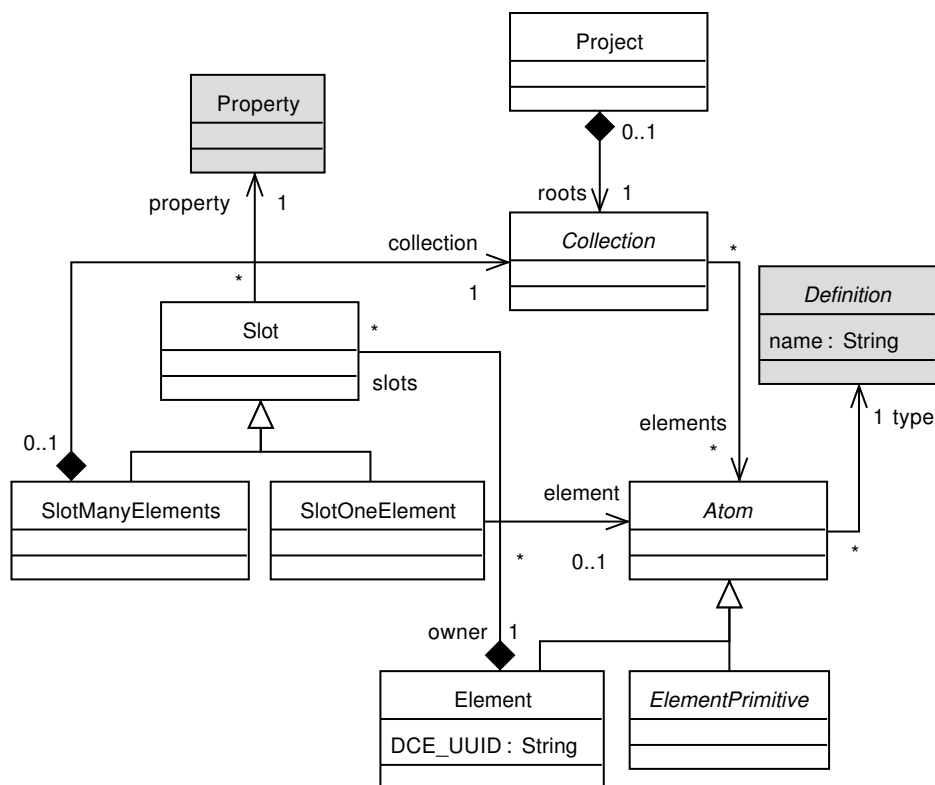 Project
Property
0..1
property
1
roots
1
collection
Collection
*
1
*
Definition
name : String
Slot
*
slots
1 type
elements
*
0..1
element
SlotManyElements
SlotOneElement
Atom
*
0..1
*
owner
1
Element
ElementPrimitive
DCE_UUID : String